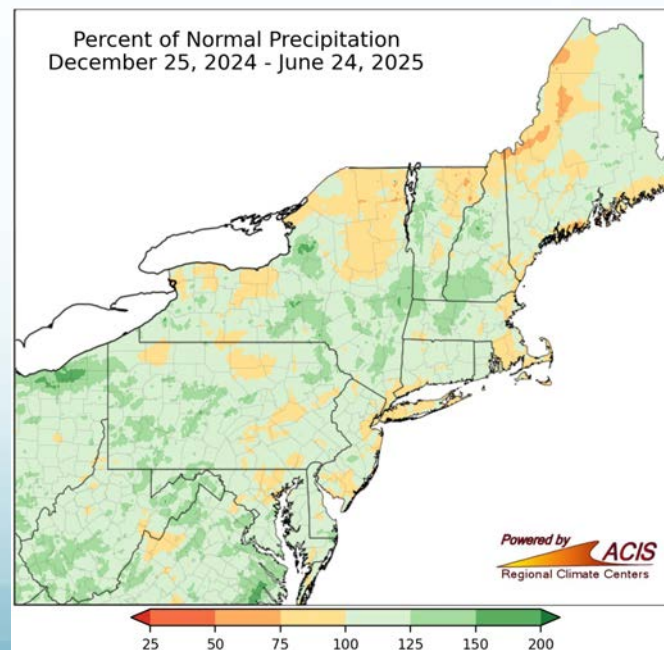 Percent of Normal Precipitation
December 25, 2024 - June 24, 2025
Powered by
ACIS
Regional Climate Centers
25 50 75 100 125 150 200